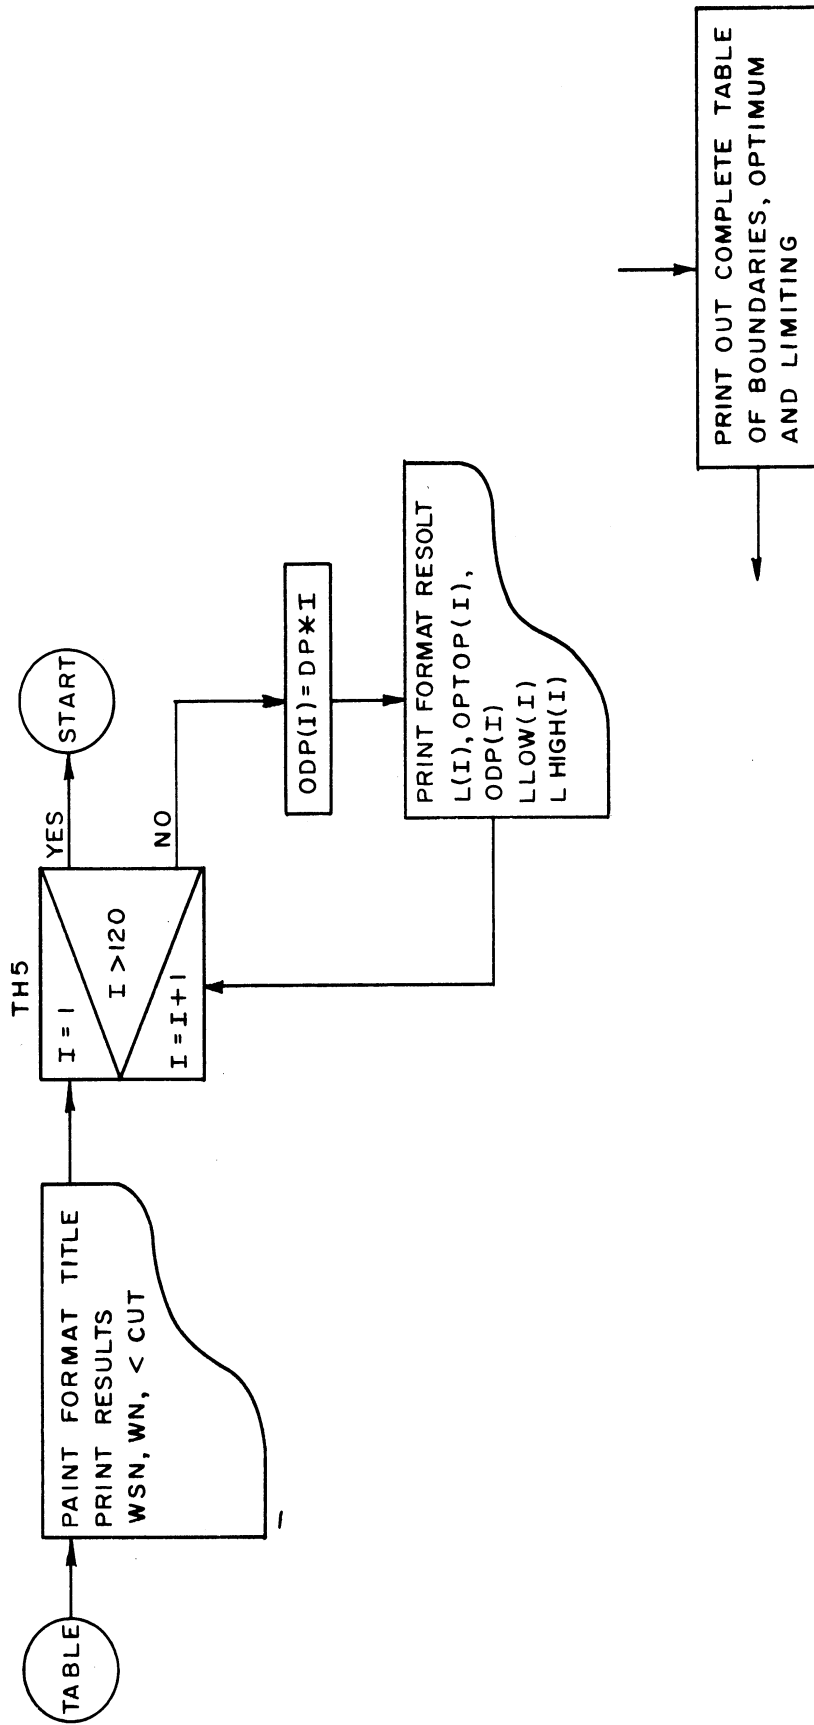 TABLE
PAINT FORMAT TITLE
PRINT RESULTS
WSN, WN, < CUT
TH5
I = 1
I > 120
I = I + 1
YES
START
NO
ODP(I) = DP*I
PRINT FORMAT RESOLT
L(I), OPTOP(I),
ODP(I)
LLOW(I)
L HIGH(I)
PRINT OUT COMPLETE TABLE
OF BOUNDARIES, OPTIMUM
AND LIMITING